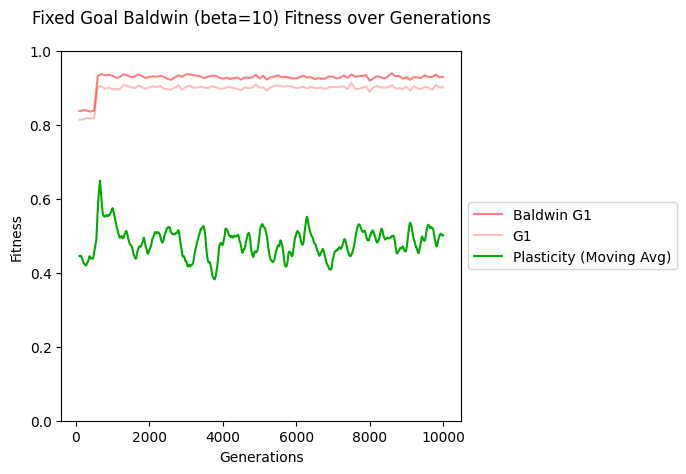 Fixed Goal Baldwin (beta=10) Fitness over Generations
1.0
0.8
0.6
0.4
0.2
0.0
Fitness
0 2000 4000 6000 8000 10000
Generations
Baldwin G1
G1
Plasticity (Moving Avg)